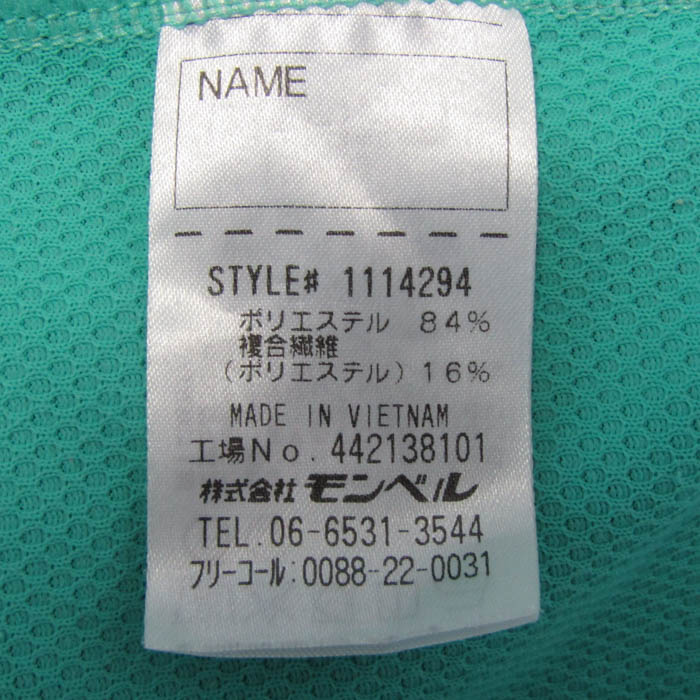 NAME
STYLE# 1114294
ポリエステル 84%
複合繊維
(ポリエステル)16%
MADE IN VIETNAM
工場No. 442138101
株式会社 モンベル
TEL.06-6531-3544
フリーコール:0088-22-0031